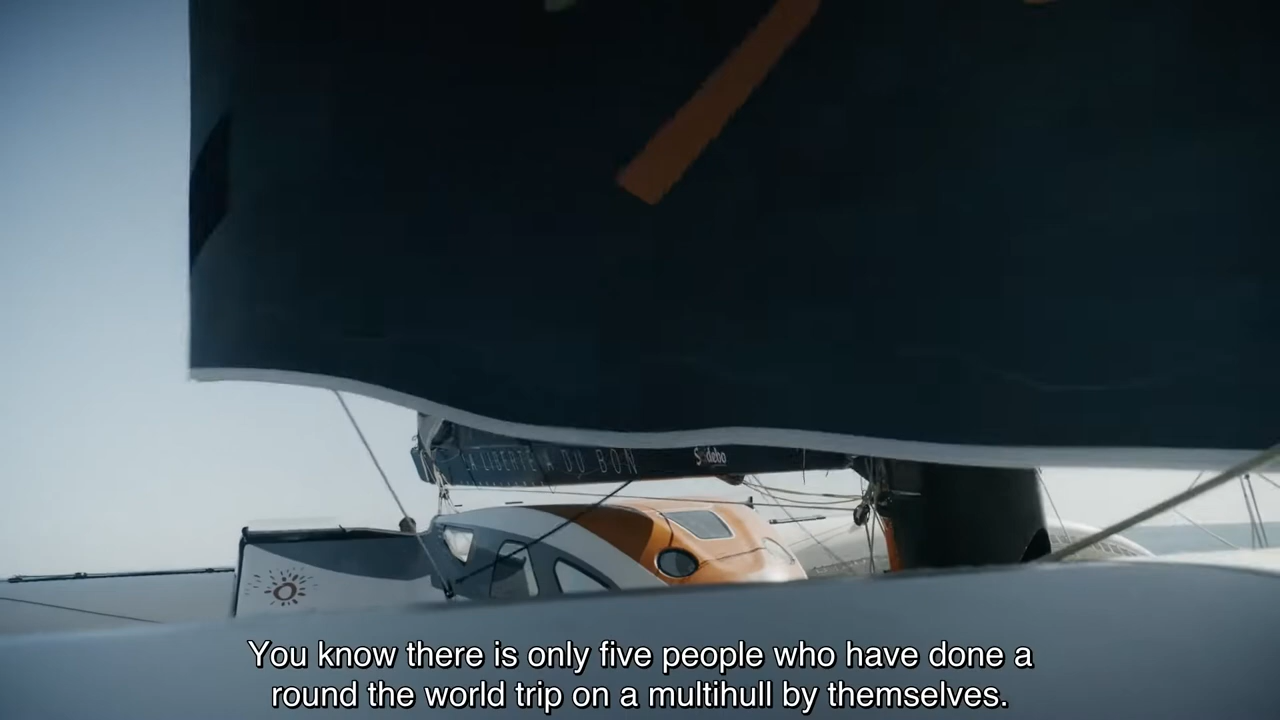 LA LIBERTÉ A DU BON
Sodebo
You know there is only five people who have done a
round the world trip on a multihull by themselves.